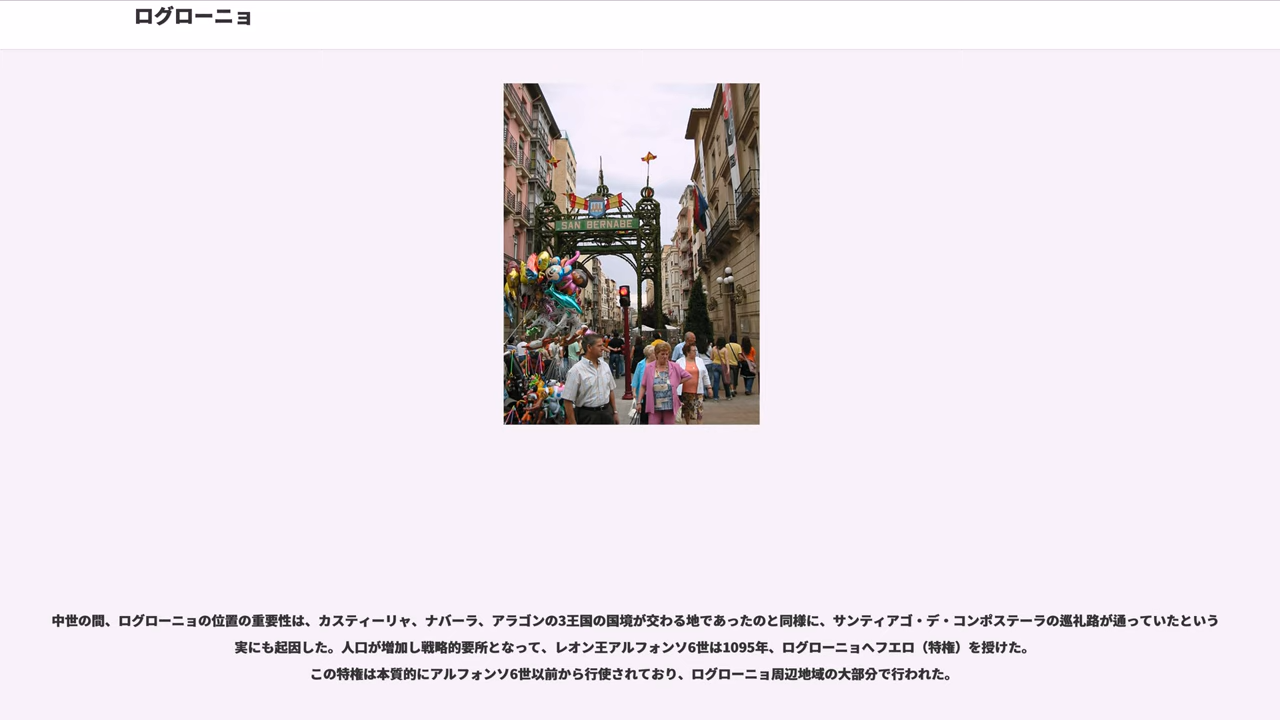 ログローニョ
SAN BERNABE
中世の間、ログローニョの位置の重要性は、カスティーリャ、ナバーラ、アラゴンの3王国の国境が交わる地であったのと同様に、サンティアゴ・デ・コンポステーラの巡礼路が通っていたという
実にも起因した。人口が増加し戦略的要所となって、レオン王アルフォンソ6世は1095年、ログローニョへフエロ（特権）を授けた。
この特権は本質的にアルフォンソ6世以前から行使されており、ログローニョ周辺地域の大部分で行われた。